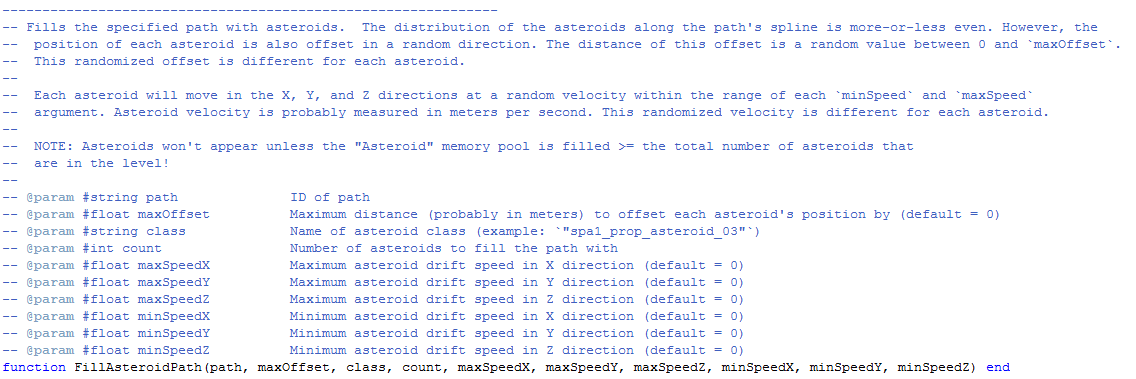 --------------------------------------------------------------
-- Fills the specified path with asteroids.  The distribution of the asteroids along the path's spline is more-or-less even. However, the
--  position of each asteroid is also offset in a random direction. The distance of this offset is a random value between 0 and `maxOffset`.
--  This randomized offset is different for each asteroid.
--
--  Each asteroid will move in the X, Y, and Z directions at a random velocity within the range of each `minSpeed` and `maxSpeed`
--  argument. Asteroid velocity is probably measured in meters per second. This randomized velocity is different for each asteroid.
--
--  NOTE: Asteroids won't appear unless the "Asteroid" memory pool is filled >= the total number of asteroids that
--  are in the level!
--
-- @param #string path              ID of path
-- @param #float maxOffset          Maximum distance (probably in meters) to offset each asteroid's position by (default = 0)
-- @param #string class             Name of asteroid class (example: `"spa1_prop_asteroid_03"`)
-- @param #int count                Number of asteroids to fill the path with
-- @param #float maxSpeedX          Maximum asteroid drift speed in X direction (default = 0)
-- @param #float maxSpeedY          Maximum asteroid drift speed in Y direction (default = 0)
-- @param #float maxSpeedZ          Maximum asteroid drift speed in Z direction (default = 0)
-- @param #float minSpeedX          Minimum asteroid drift speed in X direction (default = 0)
-- @param #float minSpeedY          Minimum asteroid drift speed in Y direction (default = 0)
-- @param #float minSpeedZ          Minimum asteroid drift speed in Z direction (default = 0)
function FillAsteroidPath(path, maxOffset, class, count, maxSpeedX, maxSpeedY, maxSpeedZ, minSpeedX, minSpeedY, minSpeedZ) end